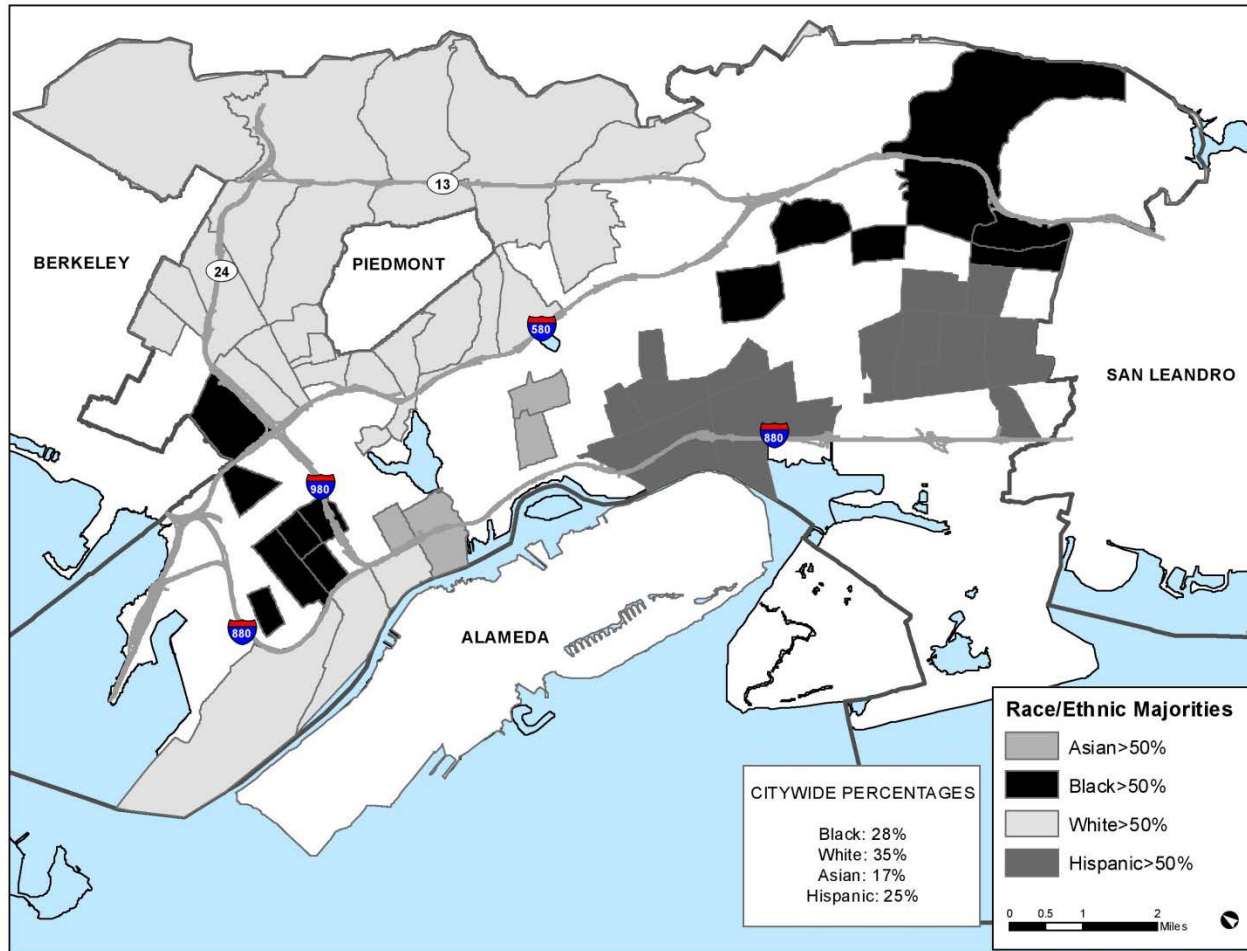 13
BERKELEY
PIEDMONT
24
580
SAN LEANDRO
880
980
880
ALAMEDA
CITYWIDE PERCENTAGES
Black: 28%
White: 35%
Asian: 17%
Hispanic: 25%
Race/Ethnic Majorities
Asian>50%
Black>50%
White>50%
Hispanic>50%
0 0.5 1 2
Miles